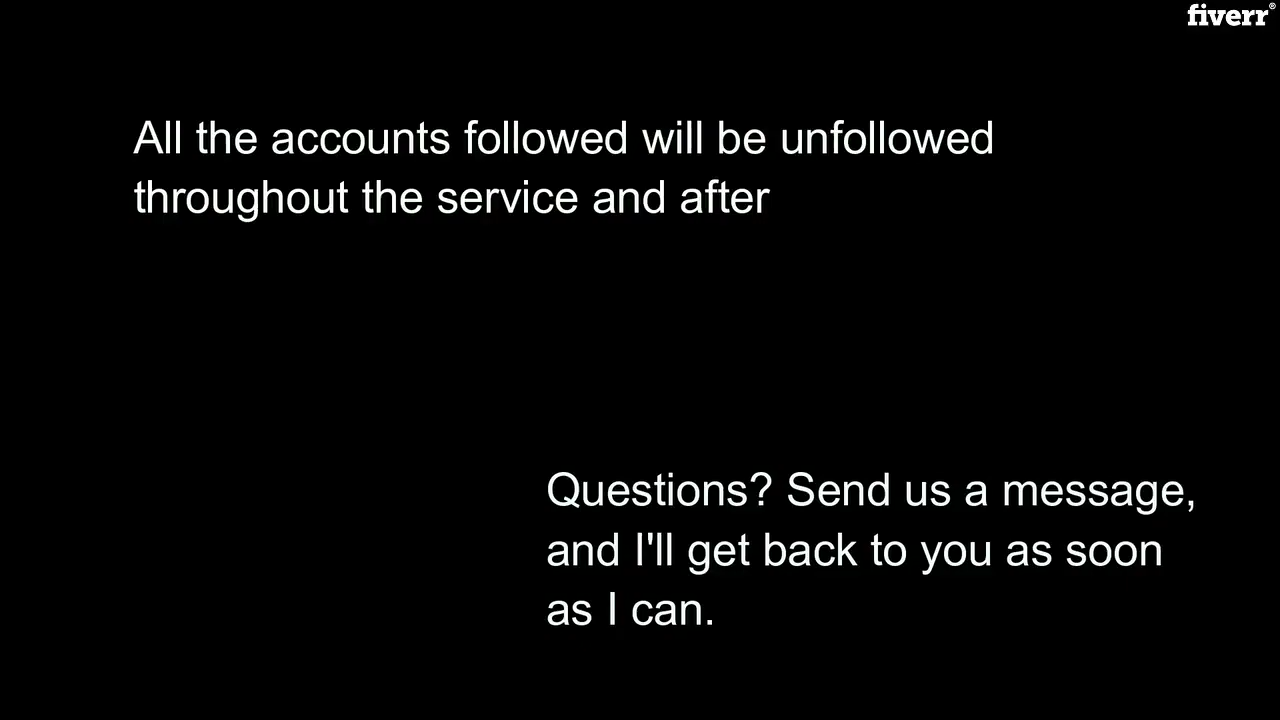 fiverr®
All the accounts followed will be unfollowed
throughout the service and after
Questions? Send us a message,
and I'll get back to you as soon
as I can.